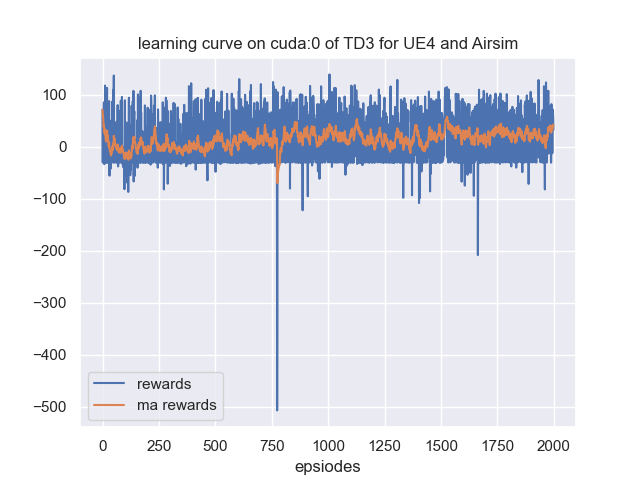 learning curve on cuda:0 of TD3 for UE4 and Airsim
100
0
−100
−200
−300
−400
−500
rewards
ma rewards
0 250 500 750 1000 1250 1500 1750 2000
epsiodes